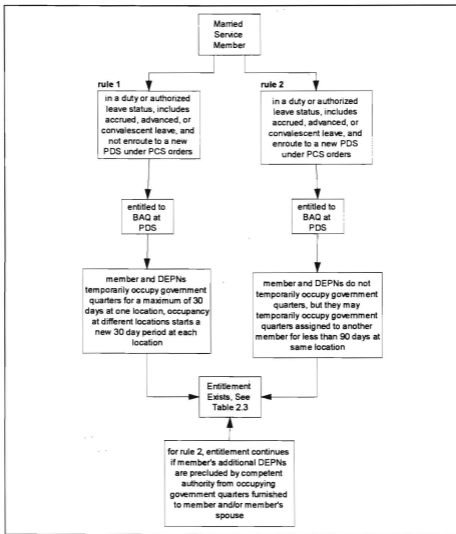 Married
Service
Member
rule 1
in a duty or authorized
leave status, includes
accrued, advanced, or
convalescent leave, and
not enroute to a new
PDS under PCS orders
rule 2
in a duty or authorized
leave status, includes
accrued, advanced, or
convalescent leave, and
enroute to a new PDS
under PCS orders
entitled to
BAQ at
PDS
entitled to
BAQ at
PDS
member and DEPNs
temporarily occupy government
quarters for a maximum of 30
days at one location, occupancy
at different locations starts a
new 30 day period at each
location
member and DEPNs do not
temporarily occupy government
quarters, but they may
temporarily occupy government
quarters assigned to another
member for less than 90 days at
same location
Entitlement
Exists, See
Table 2.3
for rule 2, entitlement continues
if member's additional DEPNs
are precluded by competent
authority from occupying
government quarters furnished
to member and/or member's
spouse